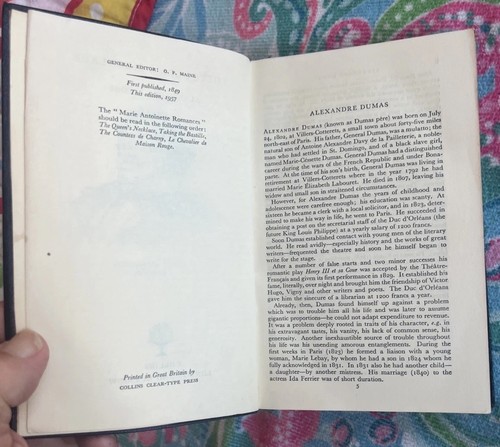 GENERAL EDITOR: G. F. MAINE
First published, 1849
This edition, 1957
The "Marie Antoinette Romances"
should be read in the following order:
The Queen's Necklace, Taking the Bastille,
The Countess de Charny, Le Chevalier de
Maison Rouge.
Printed in Great Britain by
COLLINS CLEAR-TYPE PRESS
ALEXANDRE DUMAS
ALEXANDRE DUMAS (known as Dumas père) was born on July
24, 1802, at Villers-Cotterets, a small town about forty-five miles
north-east of Paris. His father, General Dumas, was a mulatto; the
son of Antoine Alexandre Davy de la Pailleterie, a noble-
man who had settled in St. Domingo, and of a black slave girl,
named Marie-Césette Dumas. General Dumas had a distinguished
career during the wars of the French Republic and under Bona-
parte. At the time of his son's birth, General Dumas was living in
retirement at Villers-Cotterets where in the year 1792 he had
married Marie Elizabeth Labouret. He died in 1807, leaving his
widow and small son in straitened circumstances.
However, for Alexandre Dumas the years of childhood and
adolescence were carefree enough; his education was scanty. At
sixteen he became a clerk with a local solicitor, and in 1823, deter-
mined to make his way in life, he went to Paris. He succeeded in
obtaining a post on the secretarial staff of the Duc d'Orléans (the
future King Louis Philippe) at a yearly salary of 1200 francs.
Soon Dumas established contact with young men of the literary
world. He read avidly—especially history and the works of great
writers—frequented the theatre and soon he himself began to
write for the stage.
After a number of false starts and two minor successes his
romantic play Henri III et sa Cour was accepted by the Théâtre-
Français and given its first performance in 1829. It established his
fame, literally, over night and brought him the friendship of Victor
Hugo, Vigny and other writers and poets. The Duc d'Orléans
gave him the sinecure of a librarian at 1200 francs a year.
Already, then, Dumas found himself up against a problem
which was to trouble him all his life and was later to assume
gigantic proportions—he could not adapt expenditure to revenue.
It was a problem deeply rooted in traits of his character, e.g. in
his extravagant tastes, his vanity, his lack of common sense, his
generosity. Another inexhaustible source of trouble throughout
his life was his unending amorous entanglements. During the
first weeks in Paris (1823) he formed a liaison with a young
woman, Marie Lebay, by whom he had a son in 1824 whom he
fully acknowledged in 1831. In 1831 also he had another child—
a daughter—by another mistress. His marriage (1840) to the
actress Ida Ferrier was of short duration.
5